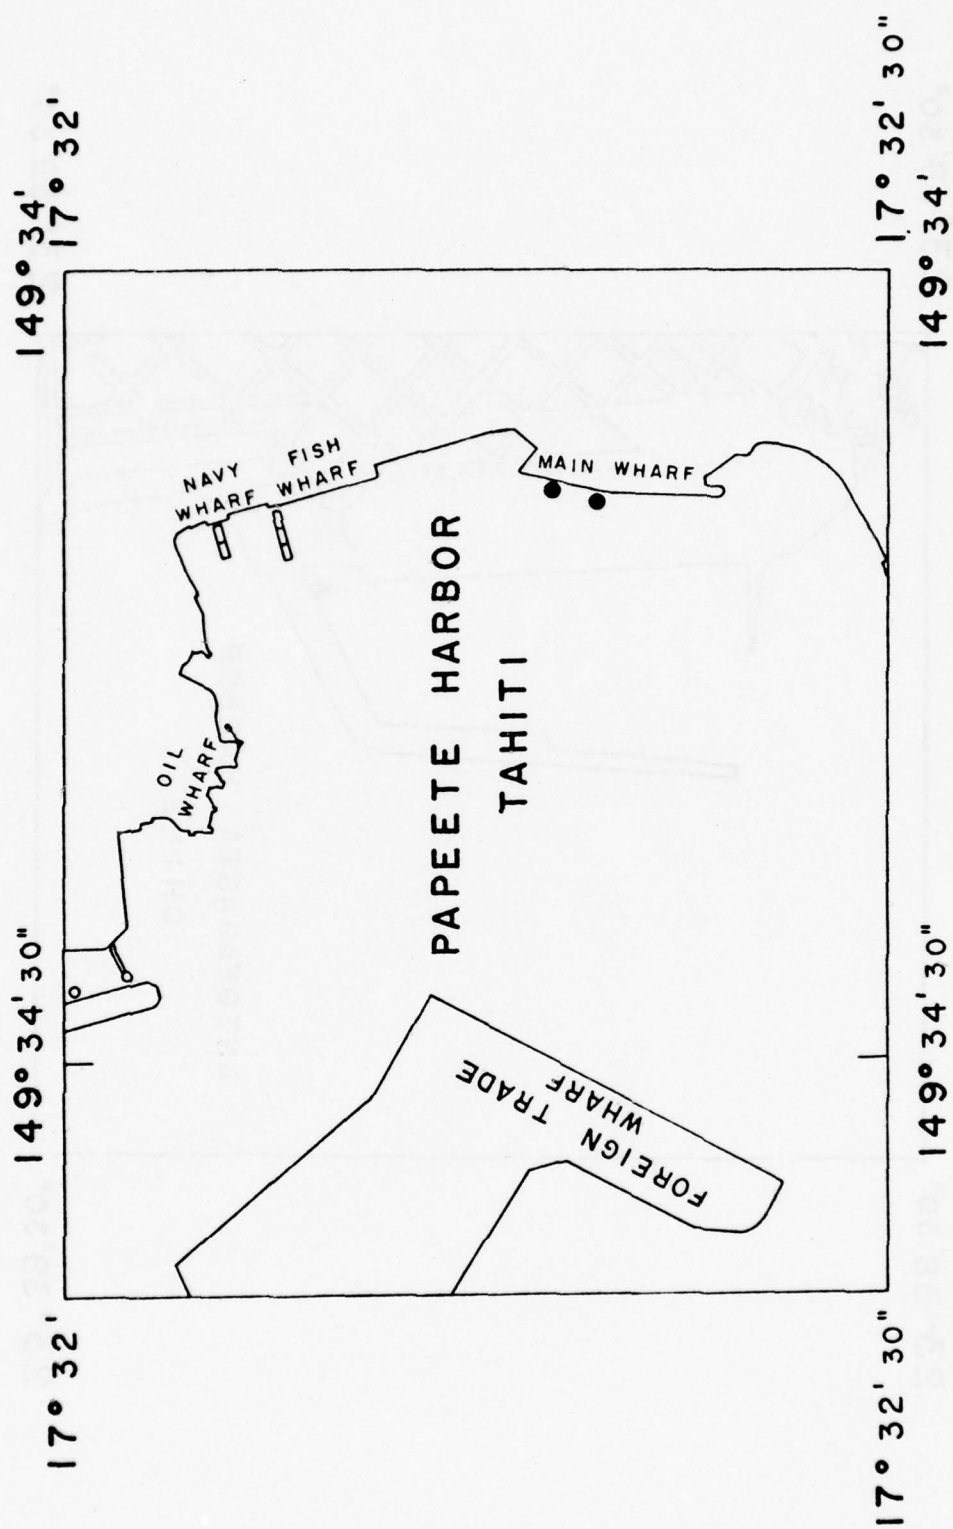 149° 34' 30"
149° 34'
17° 32'
17° 32'
OIL
WHARF
NAVY
WHARF
FISH
WHARF
MAIN WHARF
PAPEETE HARBOR
TAHITI
FOREIGN TRADE
WHARF
17° 32' 30"
17° 32' 30"
149° 34' 30"
149° 34'